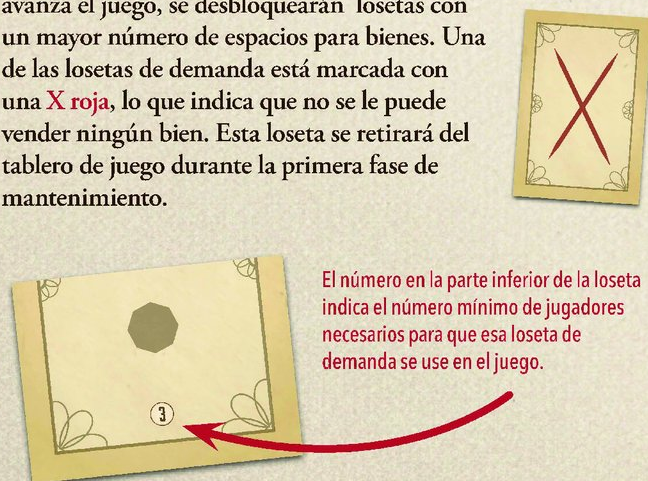 avanza el juego, se desbloquearán losetas con
un mayor número de espacios para bienes. Una
de las losetas de demanda está marcada con
una X roja, lo que indica que no se le puede
vender ningún bien. Esta loseta se retirará del
tablero de juego durante la primera fase de
mantenimiento.
El número en la parte inferior de la loseta
indica el número mínimo de jugadores
necesarios para que esa loseta de
demanda se use en el juego.
3